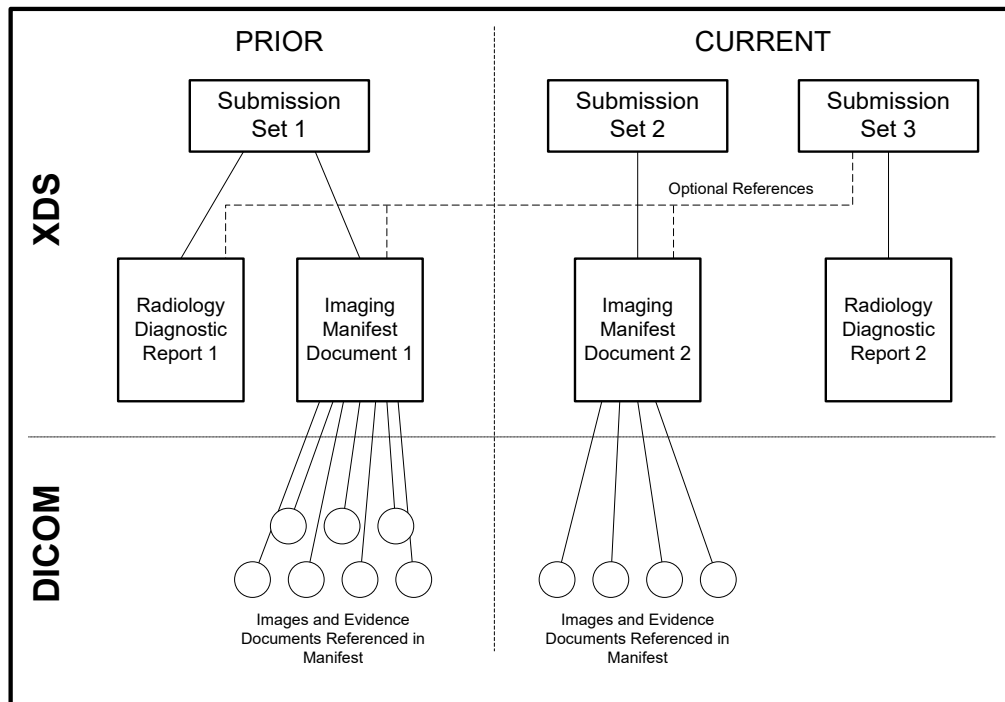 PRIOR
CURRENT
Submission
Set 1
Submission
Set 2
Submission
Set 3
XDS
Optional References
Radiology
Diagnostic
Report 1
Imaging
Manifest
Document 1
Imaging
Manifest
Document 2
Radiology
Diagnostic
Report 2
DICOM
Images and Evidence
Documents Referenced in
Manifest
Images and Evidence
Documents Referenced in
Manifest